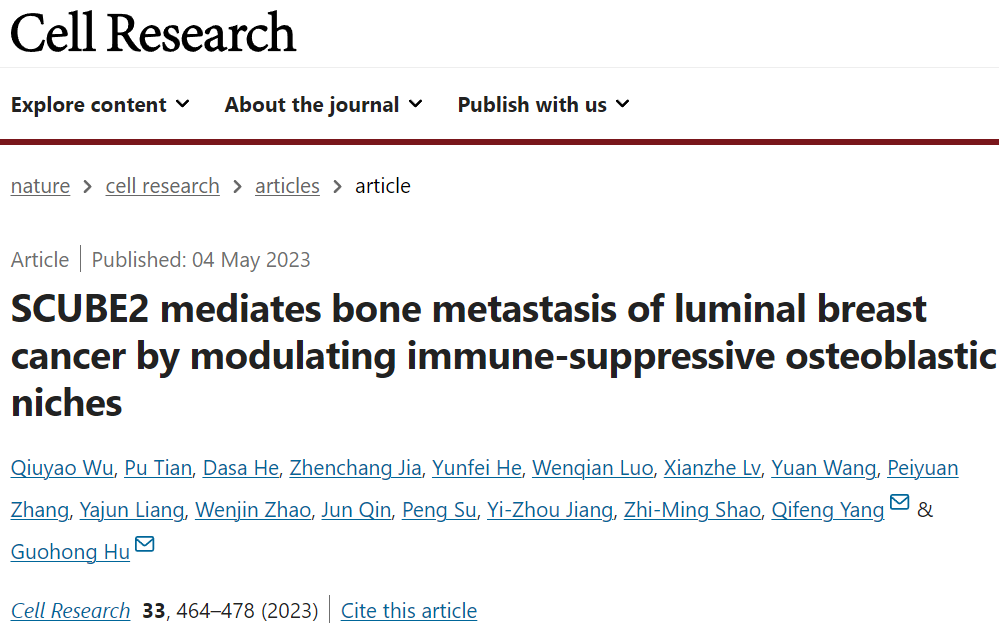 Cell Research
Explore content About the journal Publish with us
nature > cell research > articles > article
Article | Published: 04 May 2023
SCUBE2 mediates bone metastasis of luminal breast
cancer by modulating immune-suppressive osteoblastic
niches
Qiuyao Wu, Pu Tian, Dasa He, Zhenchang Jia, Yunfei He, Wenqian Luo, Xianzhe Lv, Yuan Wang, Peiyuan
Zhang, Yajun Liang, Wenjin Zhao, Jun Qin, Peng Su, Yi-Zhou Jiang, Zhi-Ming Shao, Qifeng Yang &
Guohong Hu
Cell Research 33, 464–478 (2023) | Cite this article